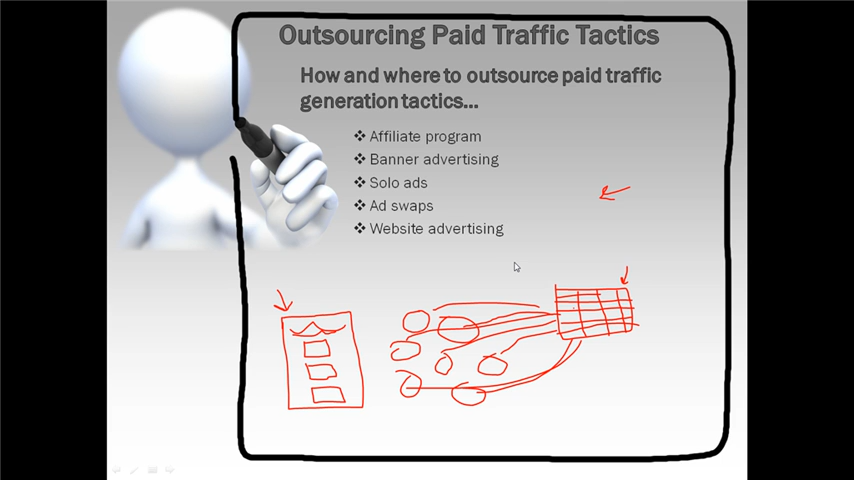 Outsourcing Paid Traffic Tactics
How and where to outsource paid traffic
generation tactics...
❖ Affiliate program
❖ Banner advertising
❖ Solo ads
❖ Ad swaps
❖ Website advertising